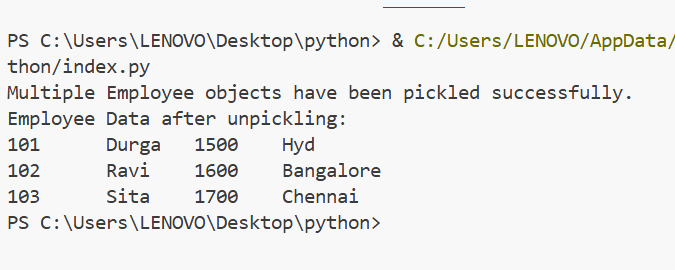 PS C:\Users\LENOVO\Desktop\python> & C:/Users/LENOVO/AppData/
thon/index.py
Multiple Employee objects have been pickled successfully.
Employee Data after unpickling:
101 Durga 1500 Hyd
102 Ravi 1600 Bangalore
103 Sita 1700 Chennai
PS C:\Users\LENOVO\Desktop\python>